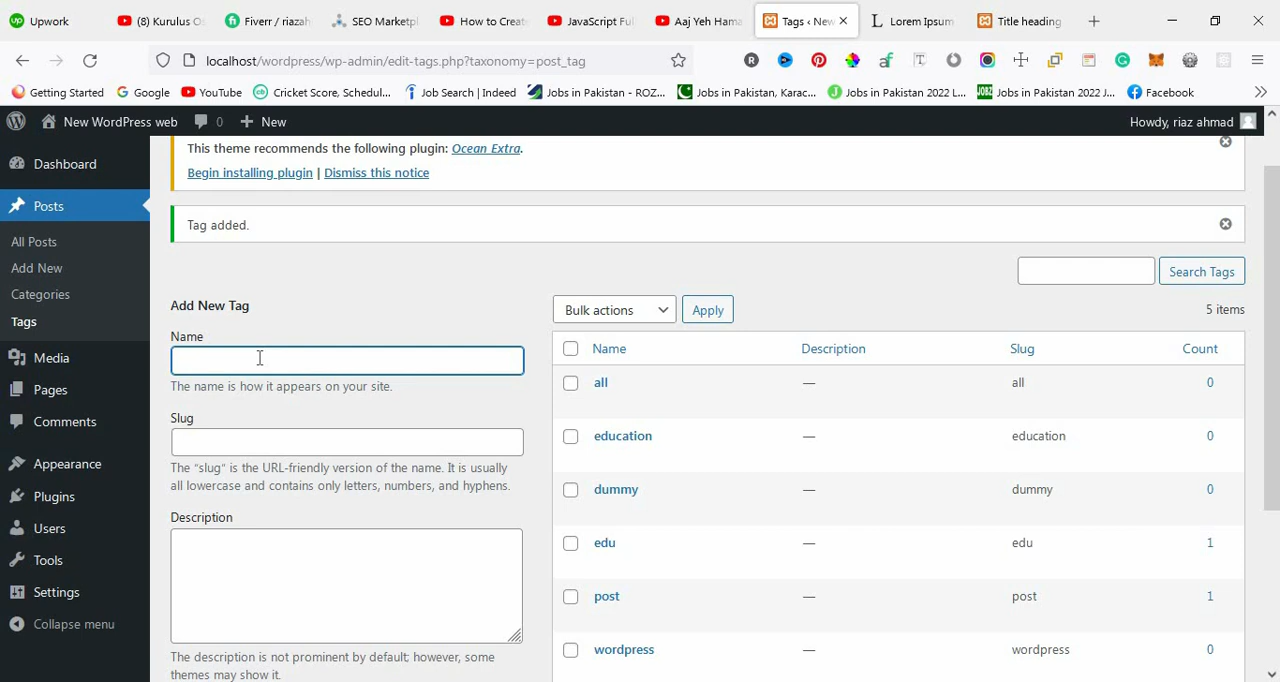 Upwork
(8) Kurulus Os
Fiverr / riazah
SEO Marketpl
How to Create
JavaScript Ful
Aaj Yeh Hama
Tags ‹ New
Lorem Ipsum
Title heading
localhost/wordpress/wp-admin/edit-tags.php?taxonomy=post_tag
Getting Started
Google
YouTube
Cricket Score, Schedul...
Job Search | Indeed
Jobs in Pakistan - ROZ...
Jobs in Pakistan, Karac...
Jobs in Pakistan 2022 L...
Jobs in Pakistan 2022 J...
Facebook
New WordPress web
0
New
Howdy, riaz ahmad
Dashboard
Posts
All Posts
Add New
Categories
Tags
Media
Pages
Comments
Appearance
Plugins
Users
Tools
Settings
Collapse menu
This theme recommends the following plugin: Ocean Extra.
Begin installing plugin | Dismiss this notice
Tag added.
Search Tags
Add New Tag
Name
The name is how it appears on your site.
Slug
The “slug” is the URL-friendly version of the name. It is usually
all lowercase and contains only letters, numbers, and hyphens.
Description
The description is not prominent by default; however, some
themes may show it.
Bulk actions
Apply
5 items
Name Description Slug Count
all — all 0
education — education 0
dummy — dummy 0
edu — edu 1
post — post 1
wordpress — wordpress 0